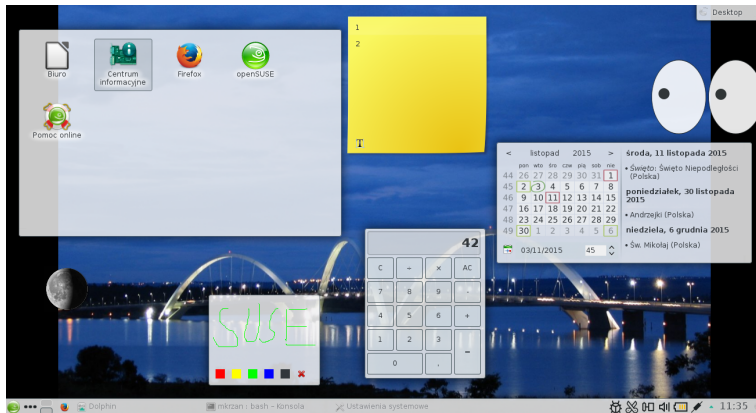 Desktop
1
2
Biuro
Centrum
informacyjne
Firefox
openSUSE
Pomoc online
< listopad 2015 >
pon wto śro czw pią sob nie
44 26 27 28 29 30 31 1
45 2 3 4 5 6 7 8
46 9 10 11 12 13 14 15
47 16 17 18 19 20 21 22
48 23 24 25 26 27 28 29
49 30 1 2 3 4 5 6
03/11/2015 45
środa, 11 listopada 2015
• Święto: Święto Niepodległości
(Polska)
poniedziałek, 30 listopada
2015
• Andrzejki (Polska)
niedziela, 6 grudnia 2015
• Św. Mikołaj (Polska)
42
C ÷ × AC
7 8 9 -
4 5 6 +
1 2 3 =
0 .
SUSE
Dolphin
mkrzan : bash – Konsola
Ustawienia systemowe
11:35